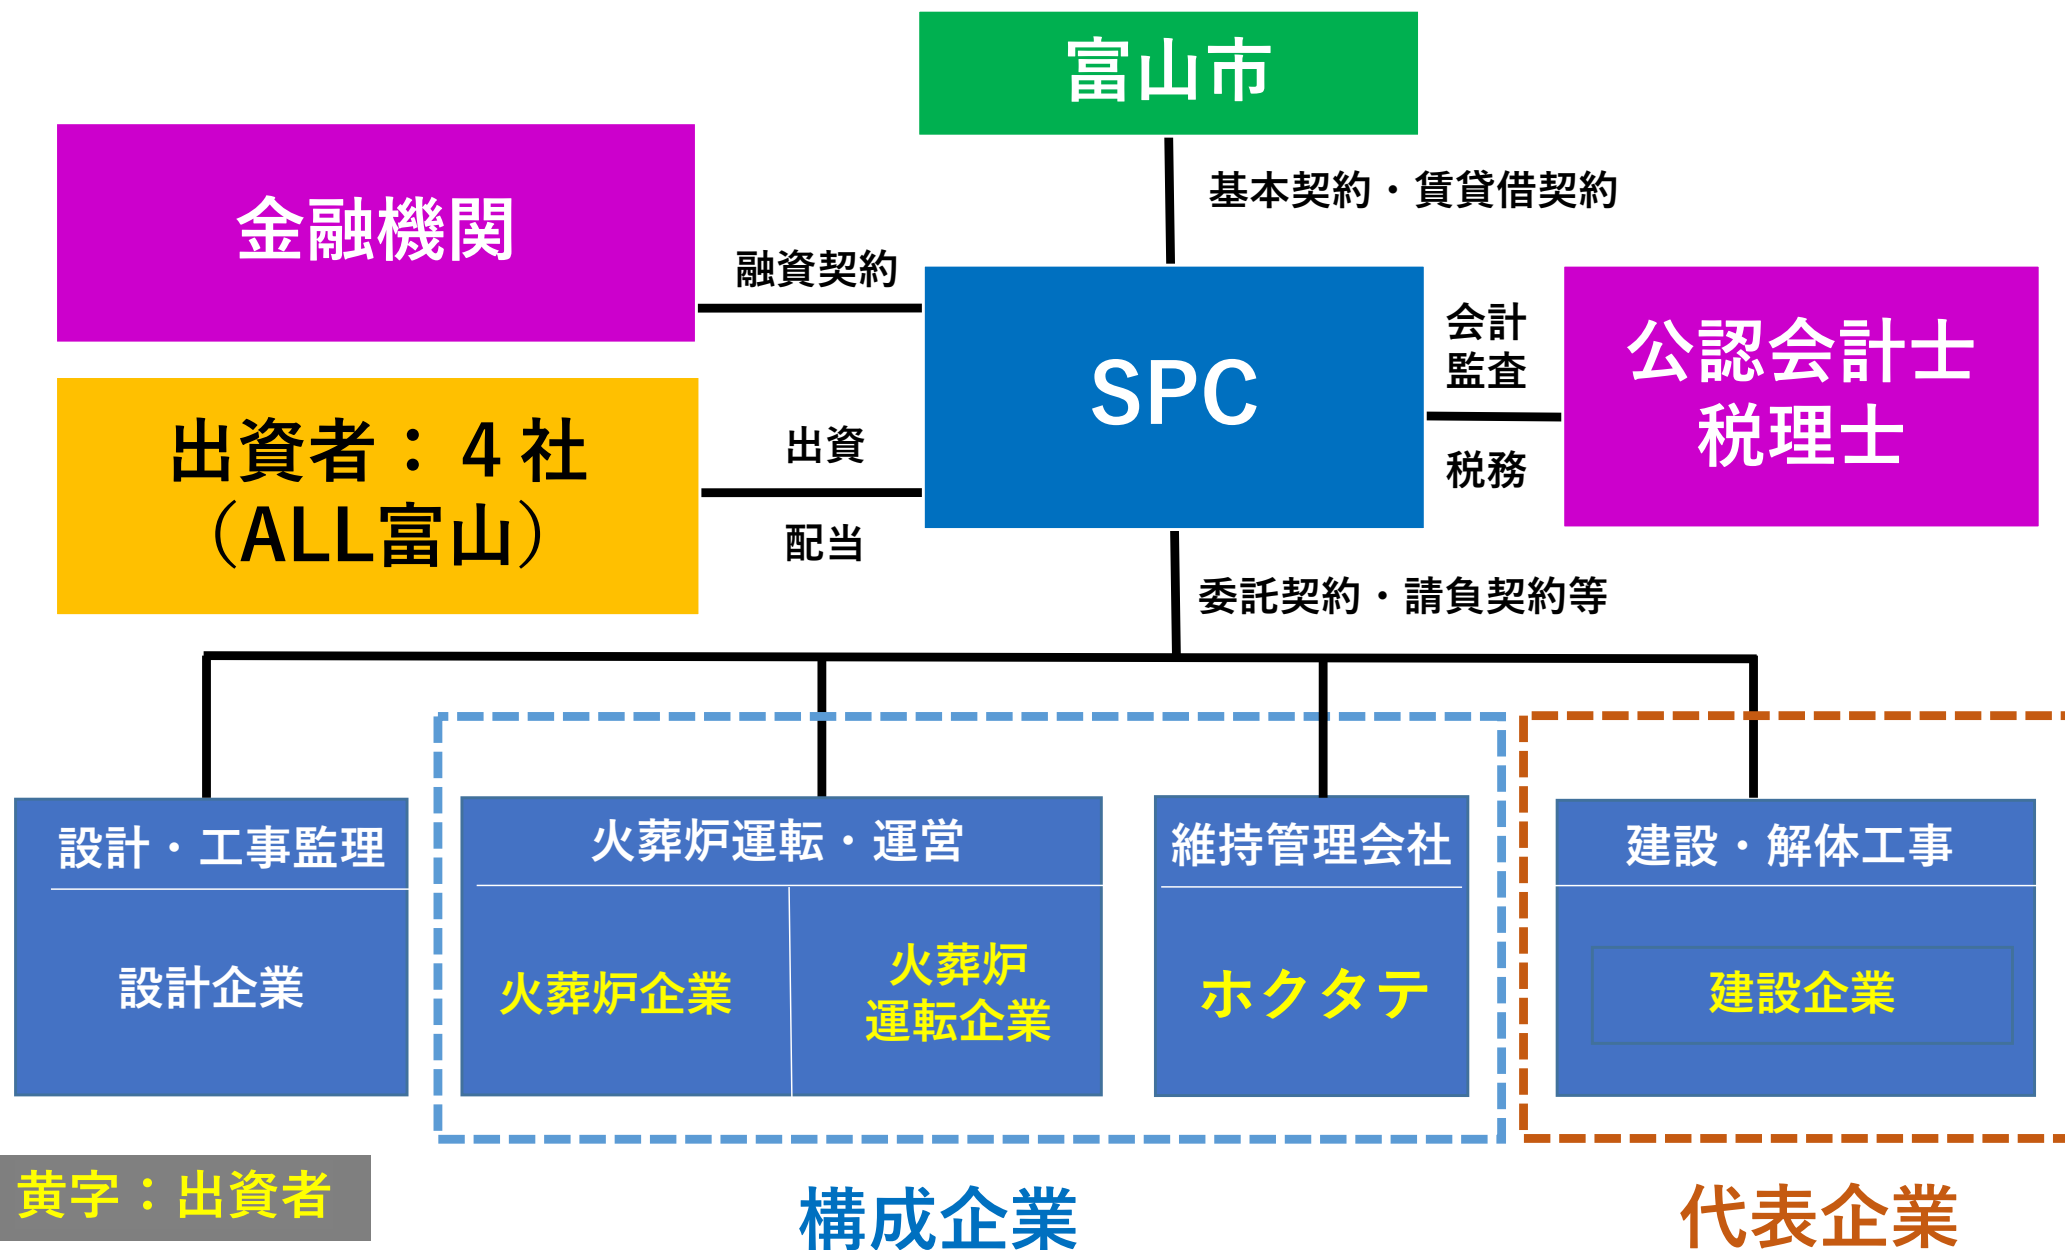 富山市
基本契約・賃貸借契約
金融機関
融資契約
SPC
会計
監査
税務
公認会計士
税理士
出資者：４社
（ALL富山）
出資
配当
委託契約・請負契約等
設計・工事監理
設計企業
火葬炉運転・運営
火葬炉企業
火葬炉
運転企業
維持管理会社
ホクタテ
建設・解体工事
建設企業
黄字：出資者
構成企業
代表企業